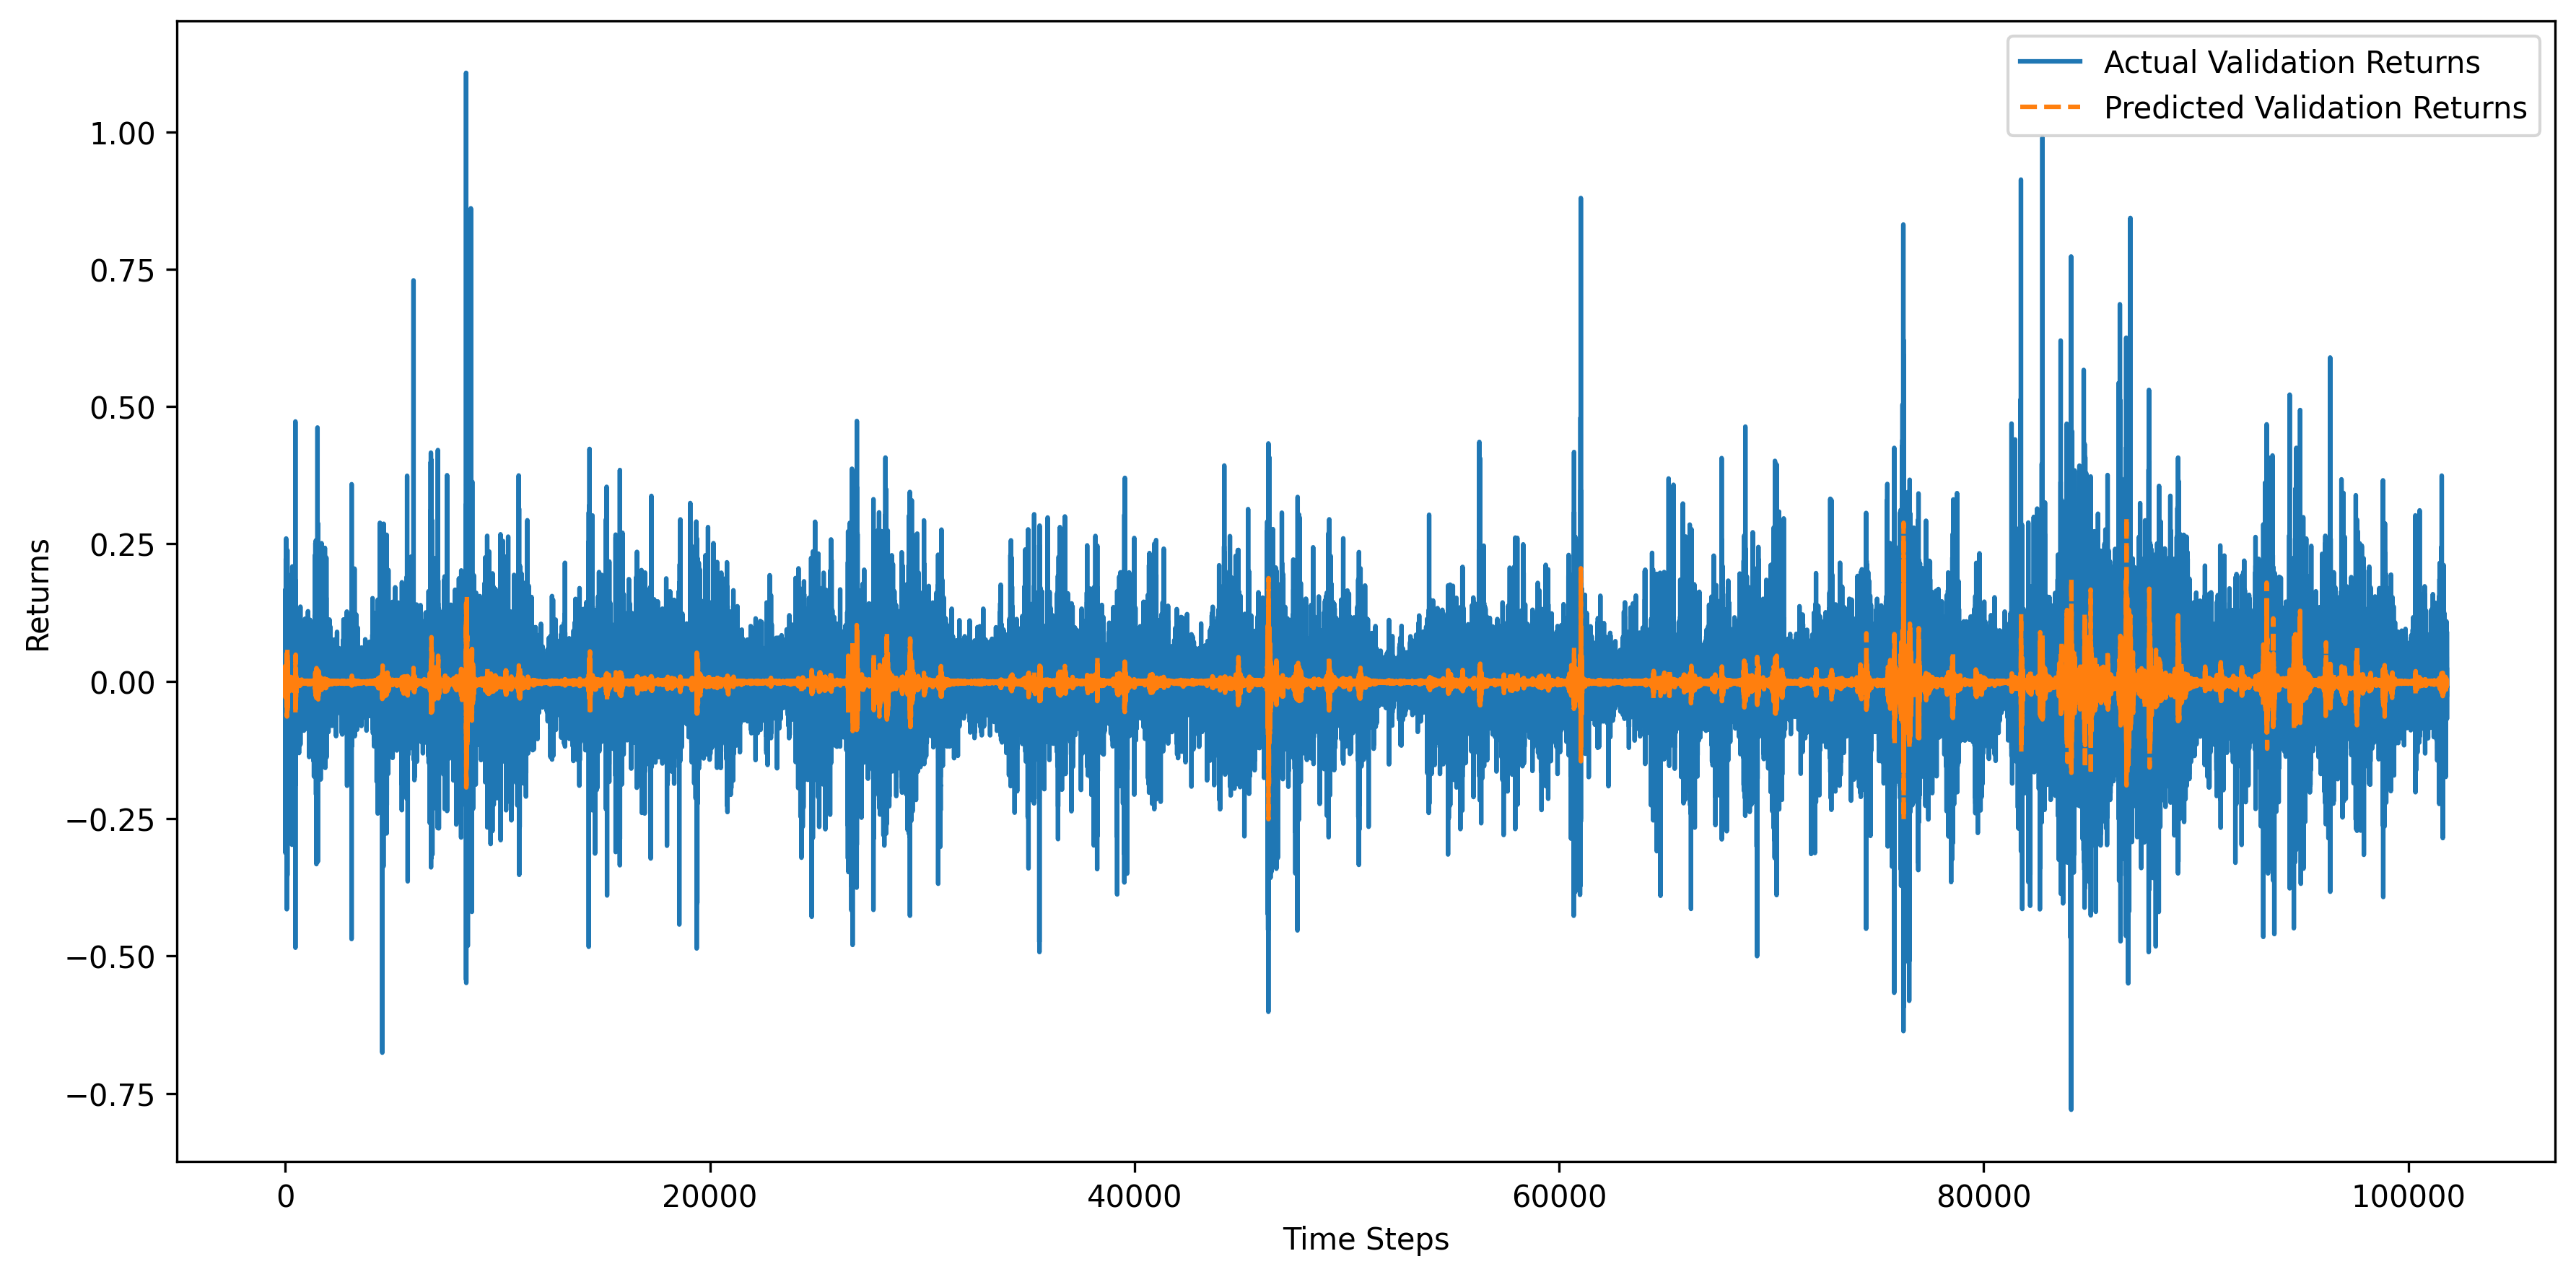 Actual Validation Returns
Predicted Validation Returns
1.00
0.75
0.50
0.25
0.00
−0.25
−0.50
−0.75
Returns
0 20000 40000 60000 80000 100000
Time Steps